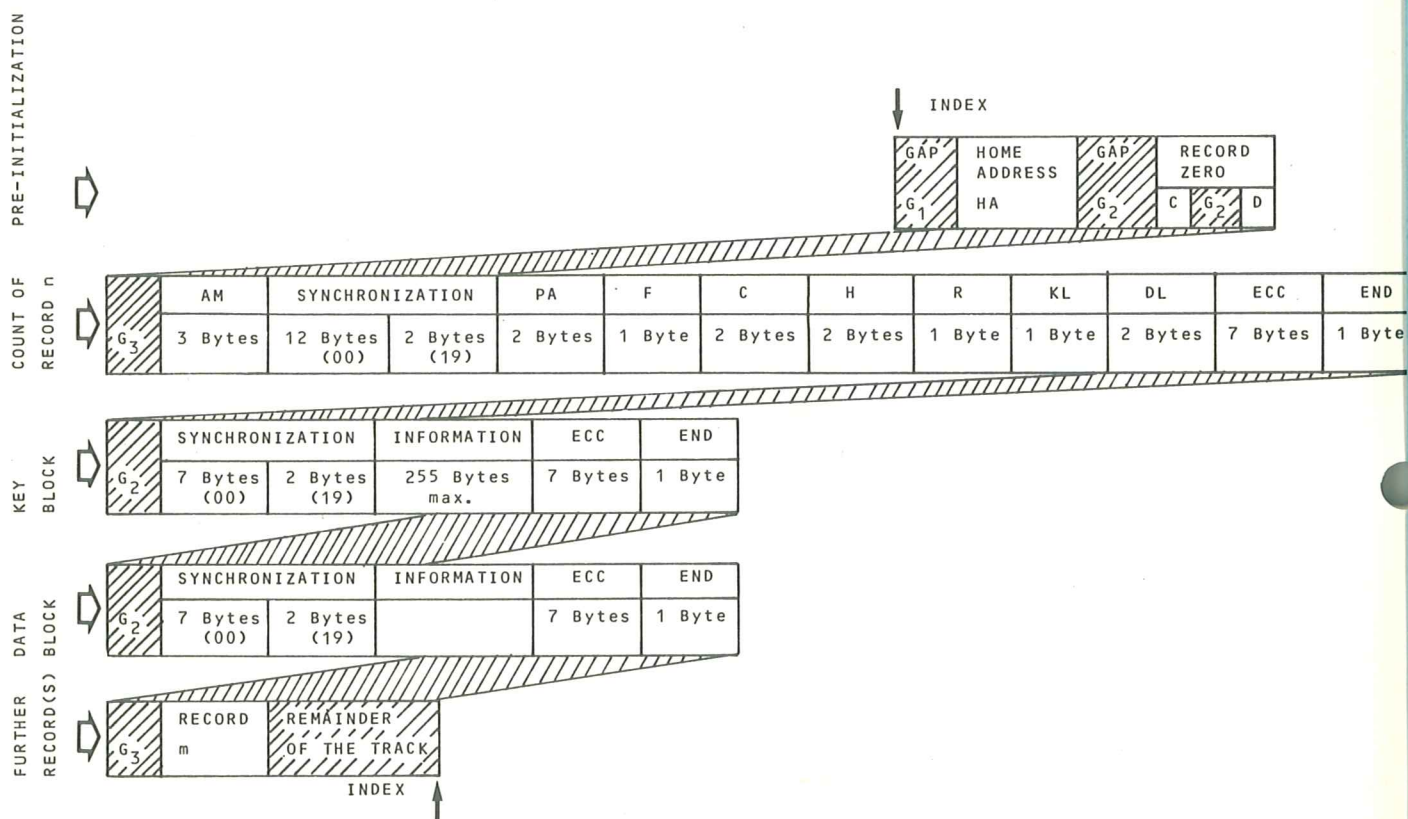 PRE-INITIALIZATION
INDEX
GAP G1
HOME ADDRESS HA
GAP G2
RECORD ZERO
C G2 D
COUNT OF RECORD n
G3
AM SYNCHRONIZATION PA F C H R KL DL ECC END
3 Bytes 12 Bytes (00) 2 Bytes (19) 2 Bytes 1 Byte 2 Bytes 2 Bytes 1 Byte 1 Byte 2 Bytes 7 Bytes 1 Byte
KEY BLOCK
G2
SYNCHRONIZATION INFORMATION ECC END
7 Bytes (00) 2 Bytes (19) 255 Bytes max. 7 Bytes 1 Byte
DATA BLOCK
G2
SYNCHRONIZATION INFORMATION ECC END
7 Bytes (00) 2 Bytes (19) 7 Bytes 1 Byte
FURTHER RECORD(S)
G3
RECORD m
REMAINDER OF THE TRACK
INDEX